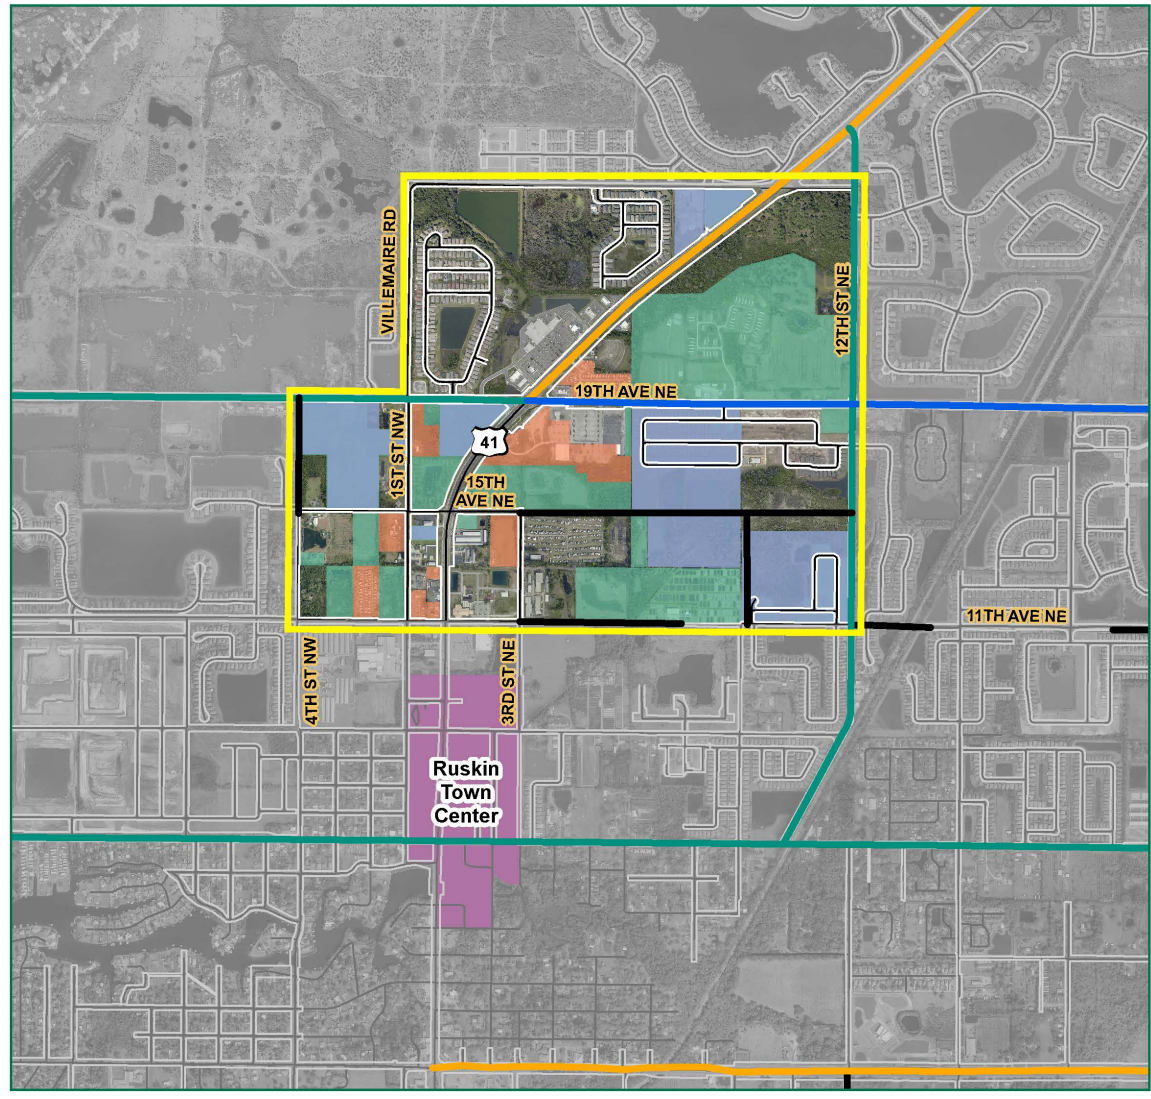 VILLEMAIRE RD
12TH ST NE
19TH AVE NE
1ST ST NW
41
15TH
AVE NE
11TH AVE NE
4TH ST NW
3RD ST NE
Ruskin
Town
Center